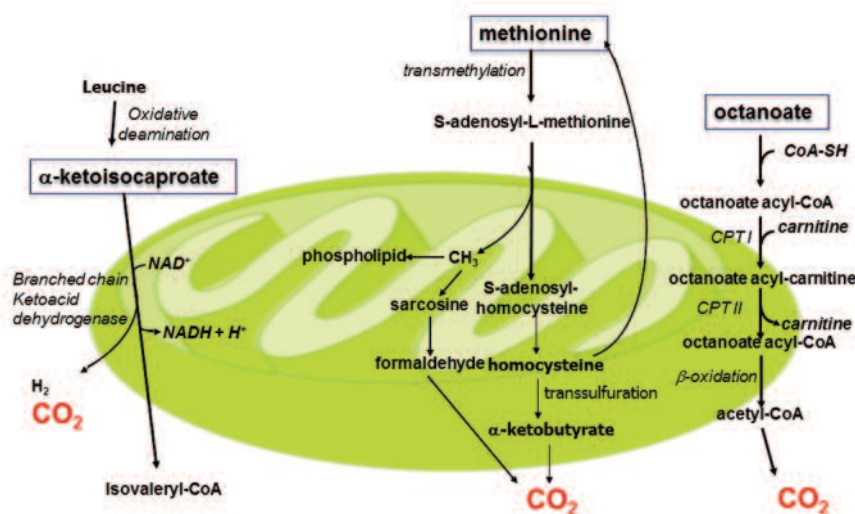 Leucine
Oxidative
deamination
α-ketoisocaproate
NAD⁺
Branched chain
Ketoacid
dehydrogenase
NADH + H⁺
H₂
CO₂
Isovaleryl-CoA
methionine
transmethylation
S-adenosyl-L-methionine
phospholipid
CH₃
sarcosine
S-adenosyl-
homocysteine
formaldehyde
homocysteine
transsulfuration
α-ketobutyrate
CO₂
octanoate
CoA-SH
octanoate acyl-CoA
CPT I
carnitine
octanoate acyl-carnitine
CPT II
carnitine
octanoate acyl-CoA
β-oxidation
acetyl-CoA
CO₂